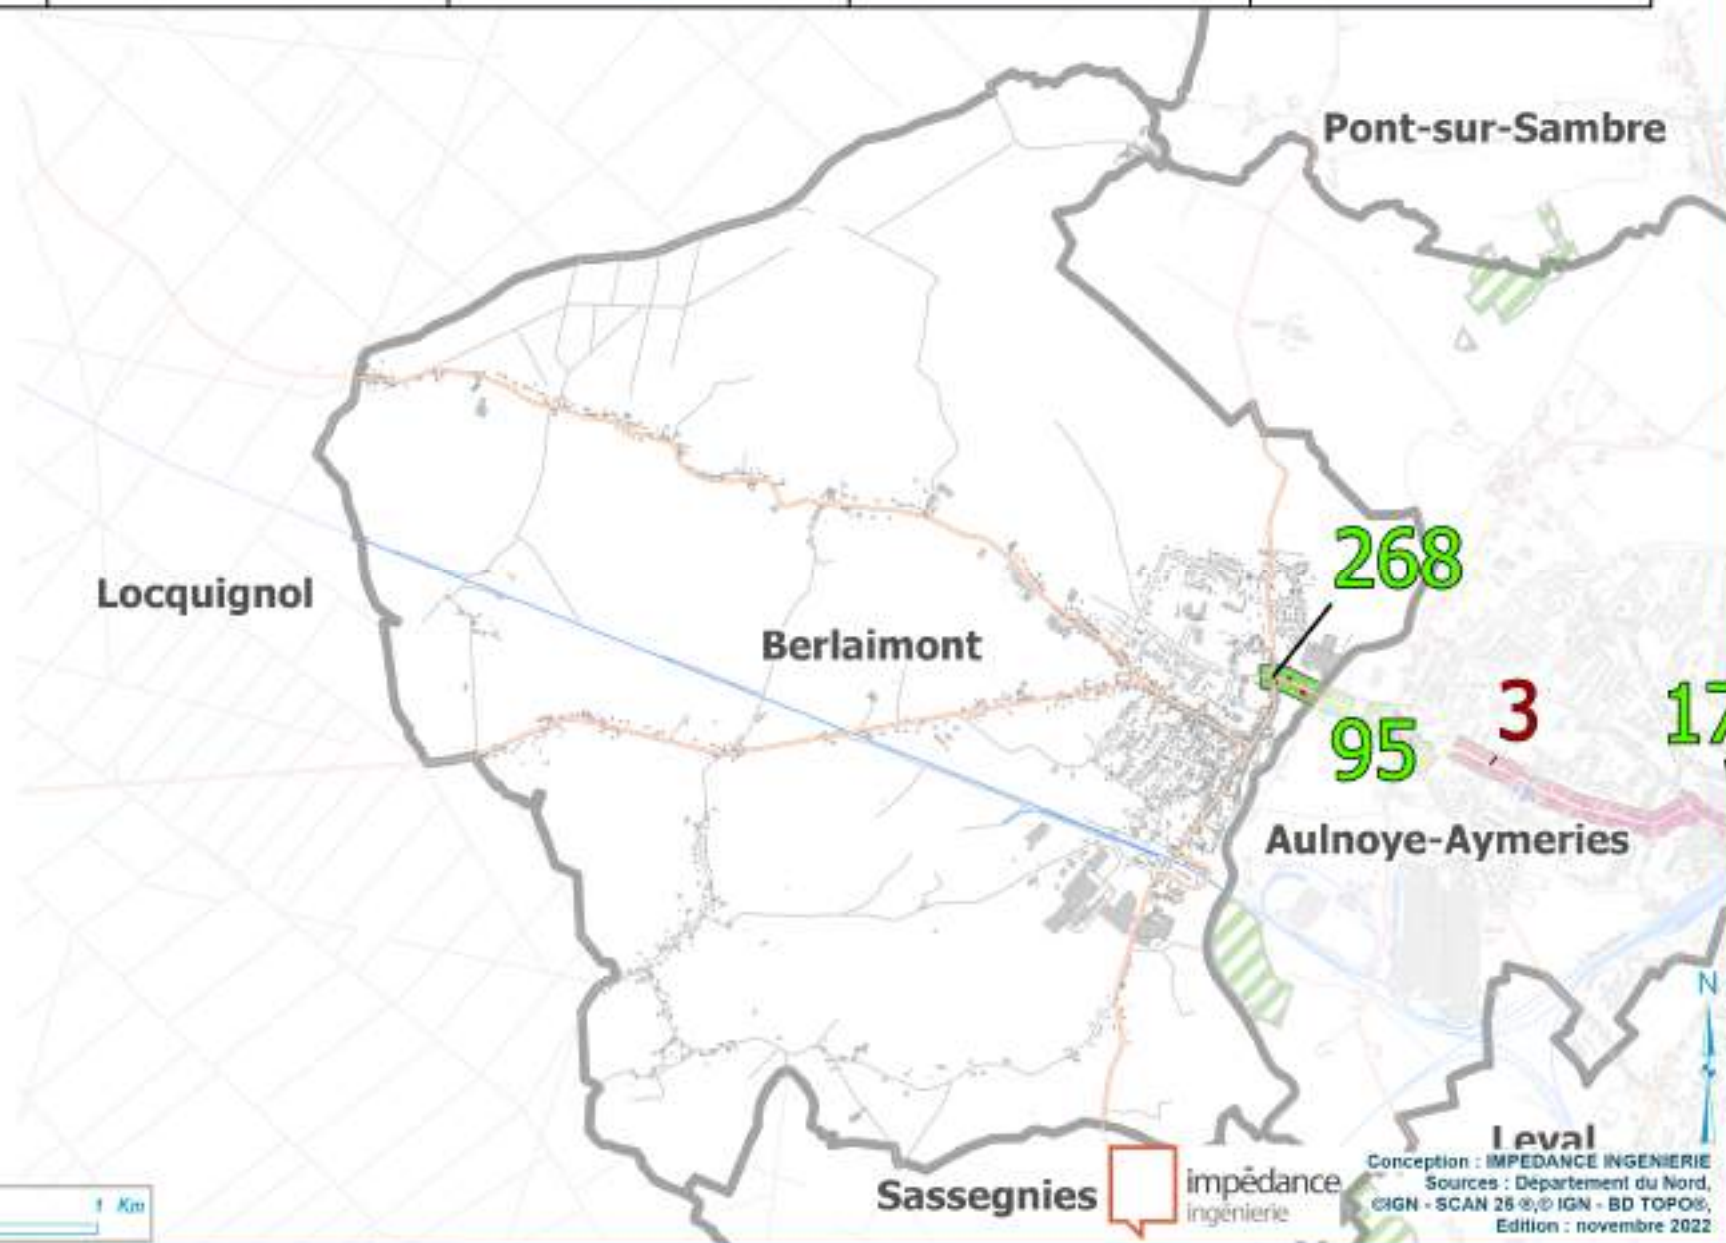 Pont-sur-Sambre
268
Locquignol
Berlaimont
3
17
95
Aulnoye-Aymeries
N
Leval
Conception : IMPEDANCE INGENIERIE
Sources : Département du Nord,
©IGN - SCAN 25 ®,© IGN - BD TOPO®,
Edition : novembre 2022
Sassegnies
impédance
ingénierie
1 Km